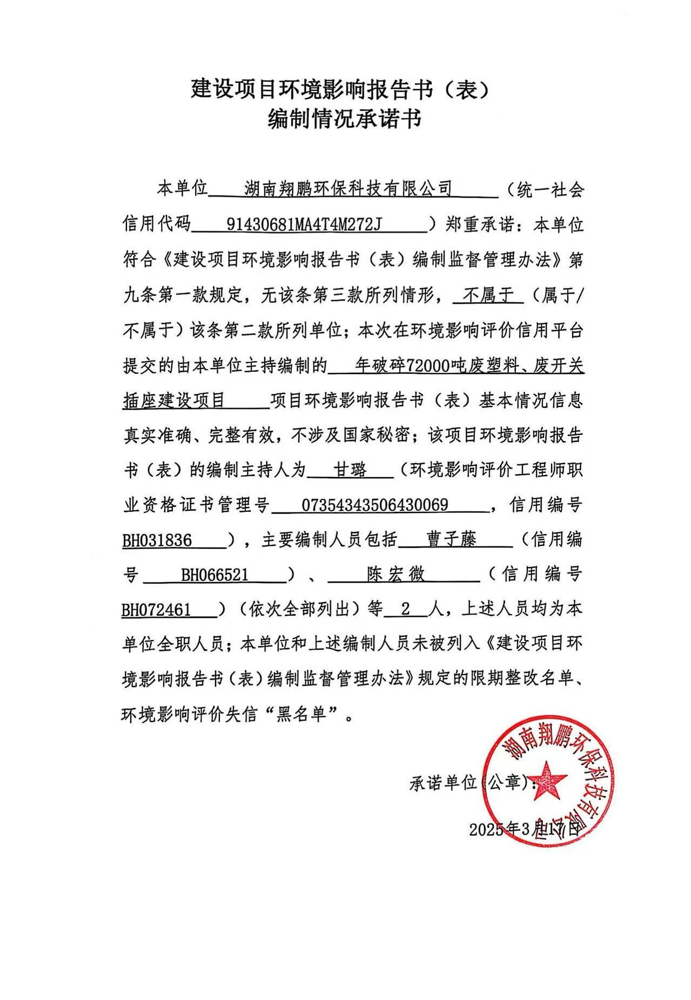 建设项目环境影响报告书（表）
编制情况承诺书
本单位 湖南翔鹏环保科技有限公司 （统一社会
信用代码 91430681MA4T4M272J ）郑重承诺：本单位
符合《建设项目环境影响报告书（表）编制监督管理办法》第
九条第一款规定，无该条第三款所列情形， 不属于 （属于/
不属于）该条第二款所列单位；本次在环境影响评价信用平台
提交的由本单位主持编制的 年破碎72000吨废塑料、废开关
插座建设项目 项目环境影响报告书（表）基本情况信息
真实准确、完整有效，不涉及国家秘密；该项目环境影响报告
书（表）的编制主持人为 甘璐 （环境影响评价工程师职
业资格证书管理号 07354343506430069 ，信用编号
BH031836 ），主要编制人员包括 曹子藤 （信用编
号 BH066521 ）、 陈宏微 （信用编号
BH072461 ）（依次全部列出）等 2 人，上述人员均为本
单位全职人员；本单位和上述编制人员未被列入《建设项目环
境影响报告书（表）编制监督管理办法》规定的限期整改名单、
环境影响评价失信“黑名单”。
湖南翔鹏环保科技有限公司
承诺单位(公章)：
2025年3月17日